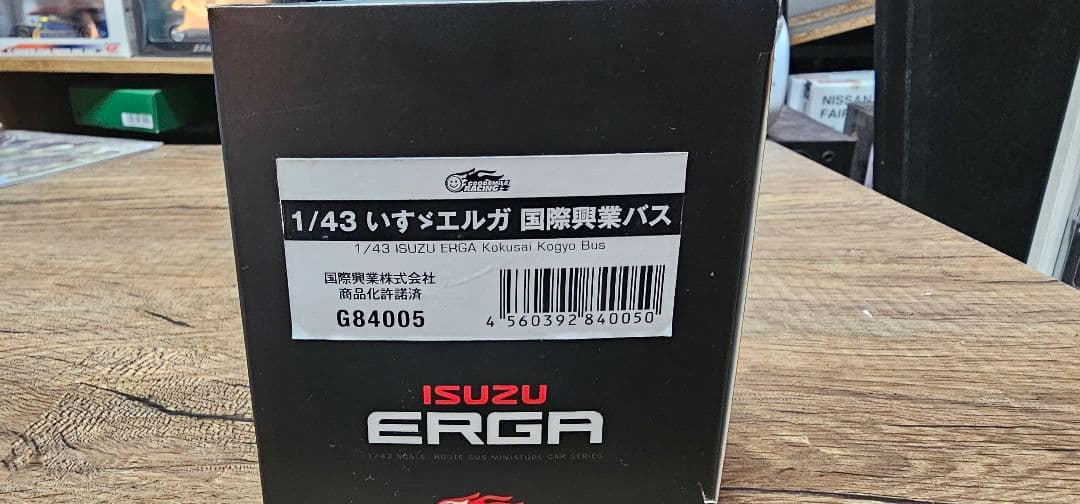 NISSAN
FAIR
GOODSMILE
RACING
1/43 いすゞエルガ 国際興業バス
1/43 ISUZU ERGA Kokusai Kogyo Bus
国際興業株式会社
商品化許諾済
G84005
4 560392 840050
ISUZU
ERGA
1/43 SCALE ROUTE BUS MINIATURE CAR SERIES